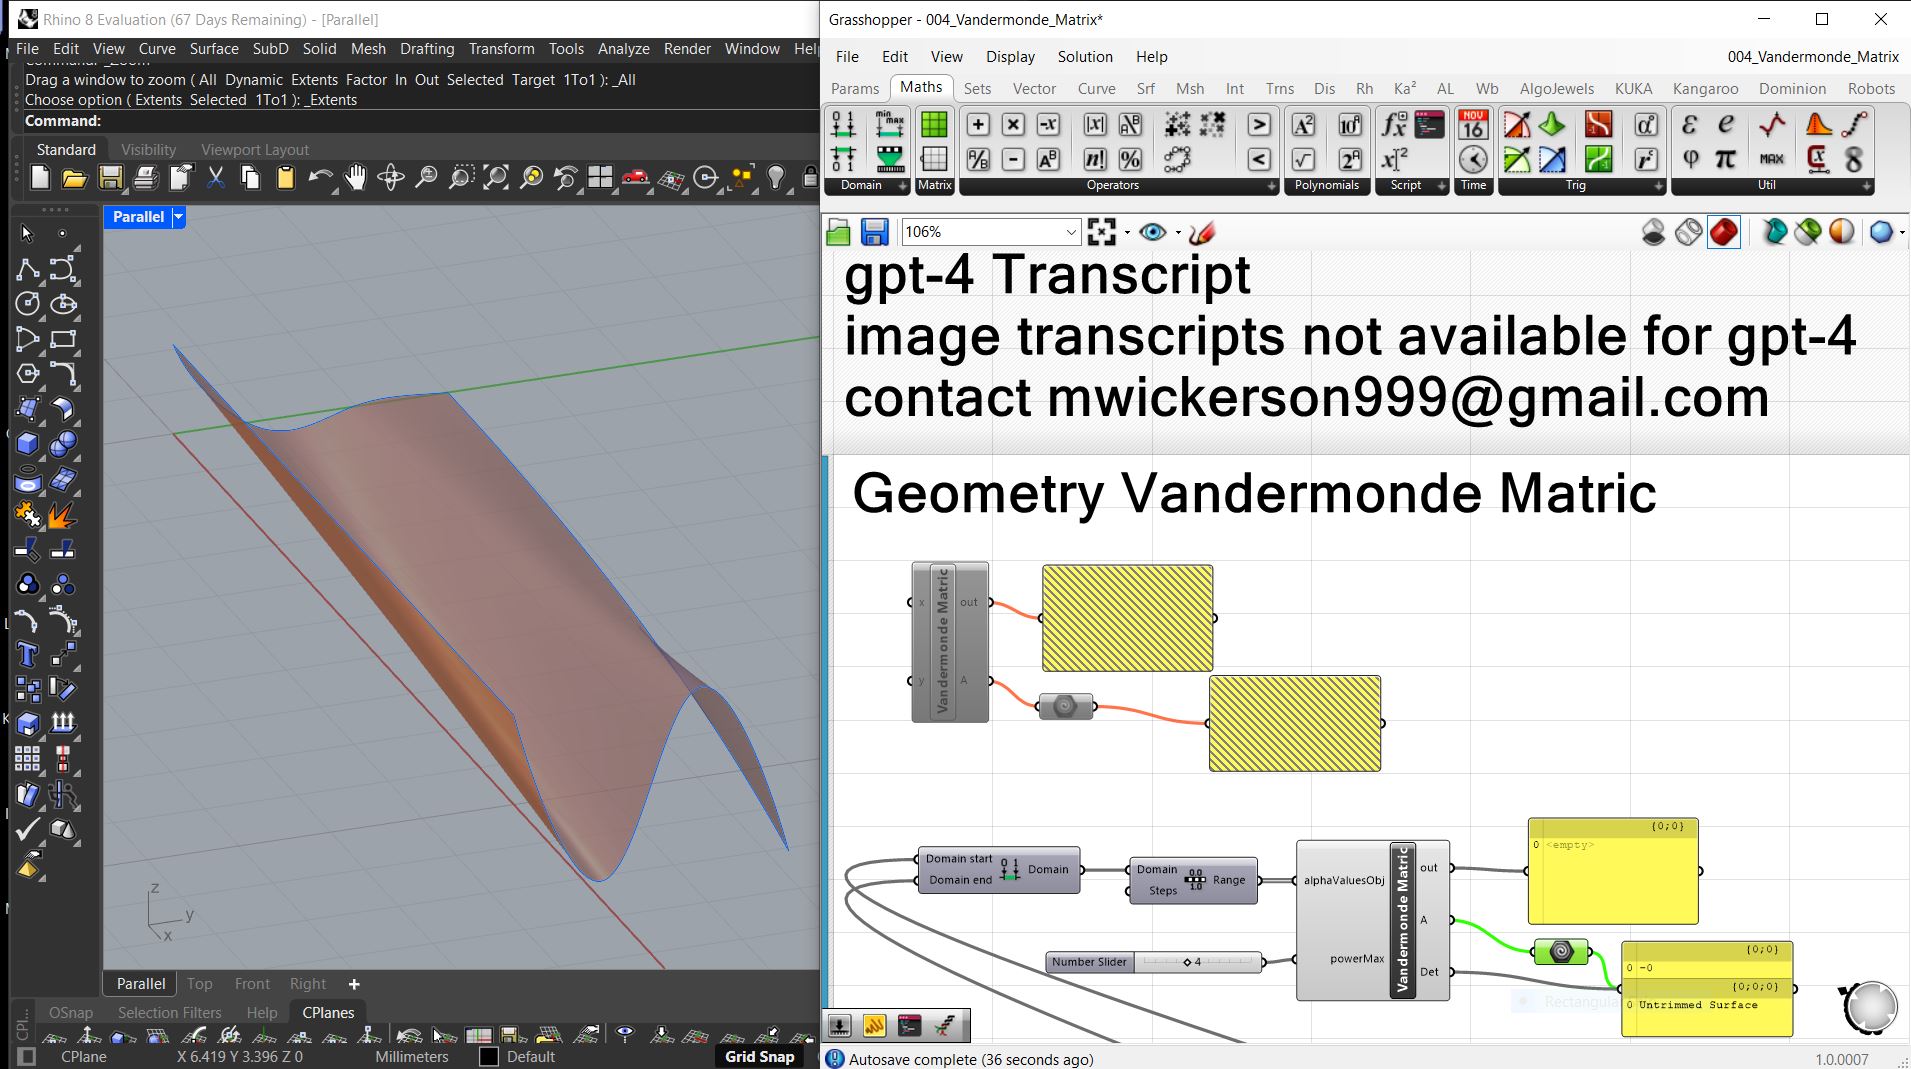 Rhino 8 Evaluation (67 Days Remaining) - [Parallel]
File Edit View Curve Surface SubD Solid Mesh Drafting Transform Tools Analyze Render Window
Drag a window to zoom ( All Dynamic Extents Factor In Out Selected Target 1To1 ): _All
Choose option ( Extents Selected 1To1 ): _Extents
Command:
Standard Visibility Viewport Layout
Parallel
z
y
x
Parallel Top Front Right
OSnap Selection Filters Help CPlanes
CPlane X 6.419 Y 3.396 Z 0 Millimeters Default Grid Snap
Grasshopper - 004_Vandermonde_Matrix*
File Edit View Display Solution Help 004_Vandermonde_Matrix
Params Maths Sets Vector Curve Srf Msh Int Trns Dis Rh Ka² AL Wb AlgoJewels KUKA Kangaroo Dominion Robots
Domain Matrix Operators Polynomials Script Time Trig Util
106%
gpt-4 Transcript
image transcripts not available for gpt-4
contact mwickerson999@gmail.com
Geometry Vandermonde Matric
x Vandermonde Matric out
y A
Domain start Domain
Domain end
Domain Range
Steps
Number Slider 4
alphaValuesObj Vandermonde Matric out
A
powerMax Det
{0;0}
0 <empty>
{0;0}
0 -0
{0;0;0}
0 Untrimmed Surface
Autosave complete (36 seconds ago) 1.0.0007